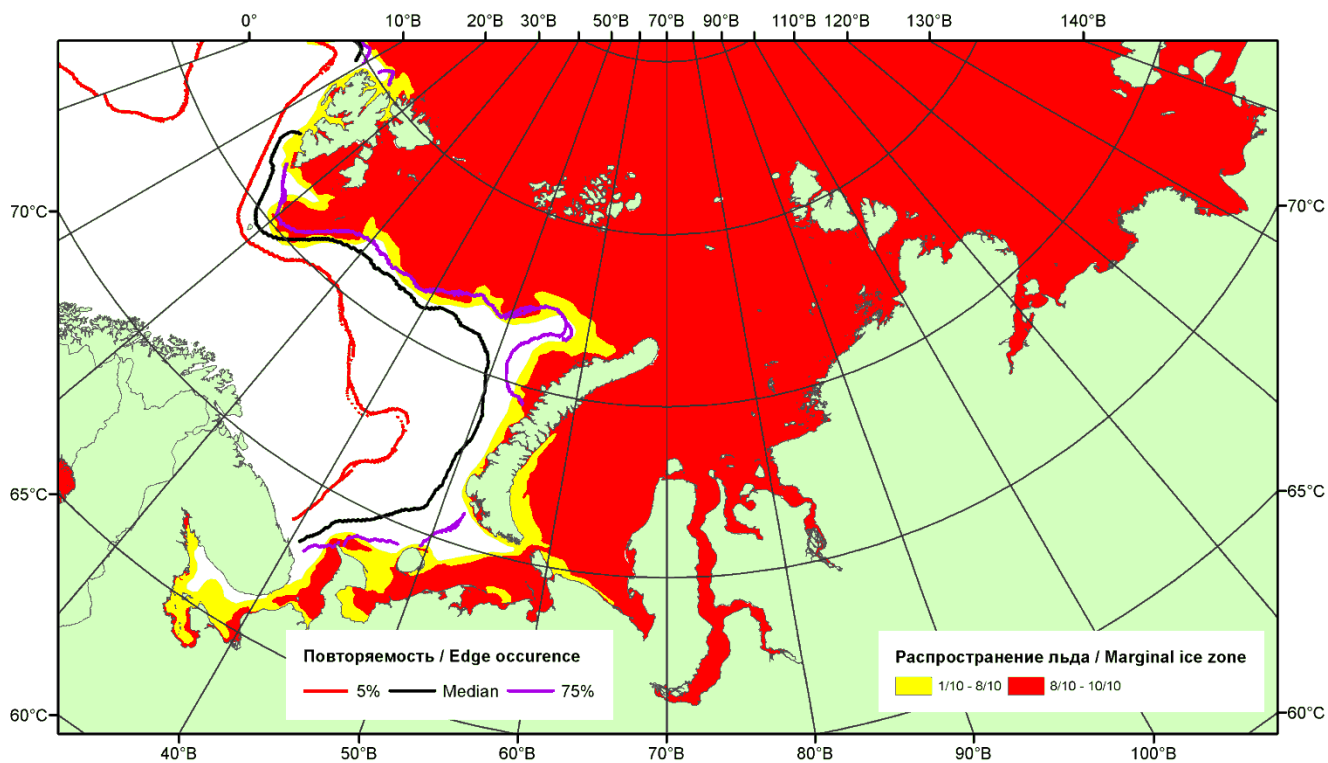 0° 10°В 20°В 30°В 50°В 70°В 90°В 110°В 120°В 130°В 140°В
70°С 70°С
65°С 65°С
Повторяемость / Edge occurence
5% Median 75%
Распространение льда / Marginal ice zone
1/10 - 8/10 8/10 - 10/10
60°С 60°С
40°В 50°В 60°В 70°В 80°В 90°В 100°В